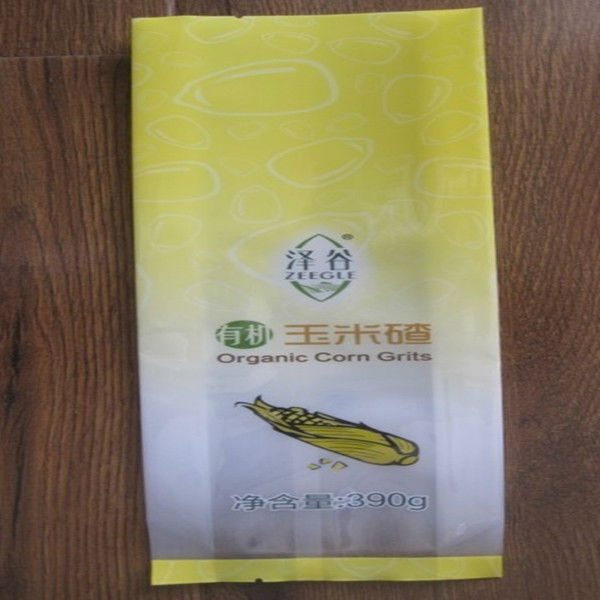 泽谷®
ZEEGLE
有机 玉米碴
Organic Corn Grits
净含量:390g